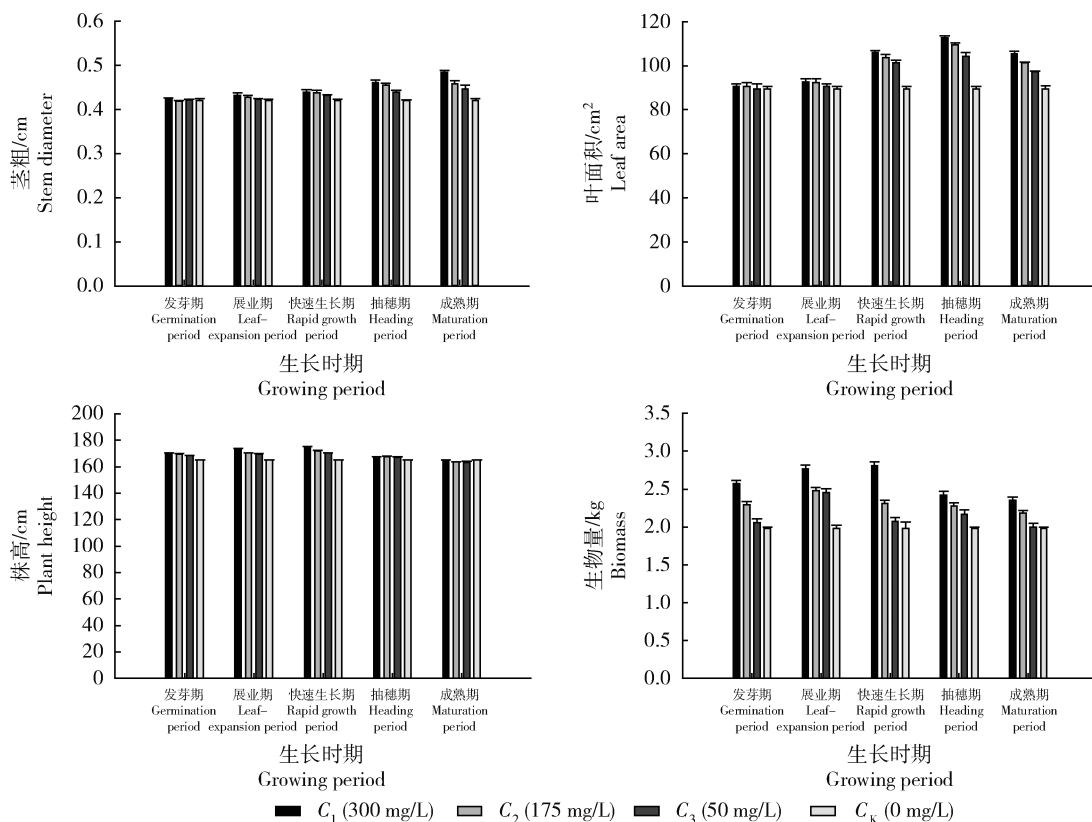 0.6
0.5
0.4
0.3
0.2
0.1
0.0
茎粗/cm
Stem diameter
发芽期 展业期 快速生长期 抽穗期 成熟期
Germination Leaf- Rapid growth Heading Maturation
period expansion period period period period
生长时期
Growing period
120
100
80
60
40
20
0
叶面积/cm²
Leaf area
发芽期 展业期 快速生长期 抽穗期 成熟期
Germination Leaf- Rapid growth Heading Maturation
period expansion period period period period
生长时期
Growing period
200
180
160
140
120
100
80
60
40
20
0
株高/cm
Plant height
发芽期 展业期 快速生长期 抽穗期 成熟期
Germination Leaf- Rapid growth Heading Maturation
period expansion period period period period
生长时期
Growing period
3.5
3.0
2.5
2.0
1.5
1.0
0.5
0.0
生物量/kg
Biomass
发芽期 展业期 快速生长期 抽穗期 成熟期
Germination Leaf- Rapid growth Heading Maturation
period expansion period period period period
生长时期
Growing period
C₁ (300 mg/L) C₂ (175 mg/L) C₃ (50 mg/L) Cₖ (0 mg/L)